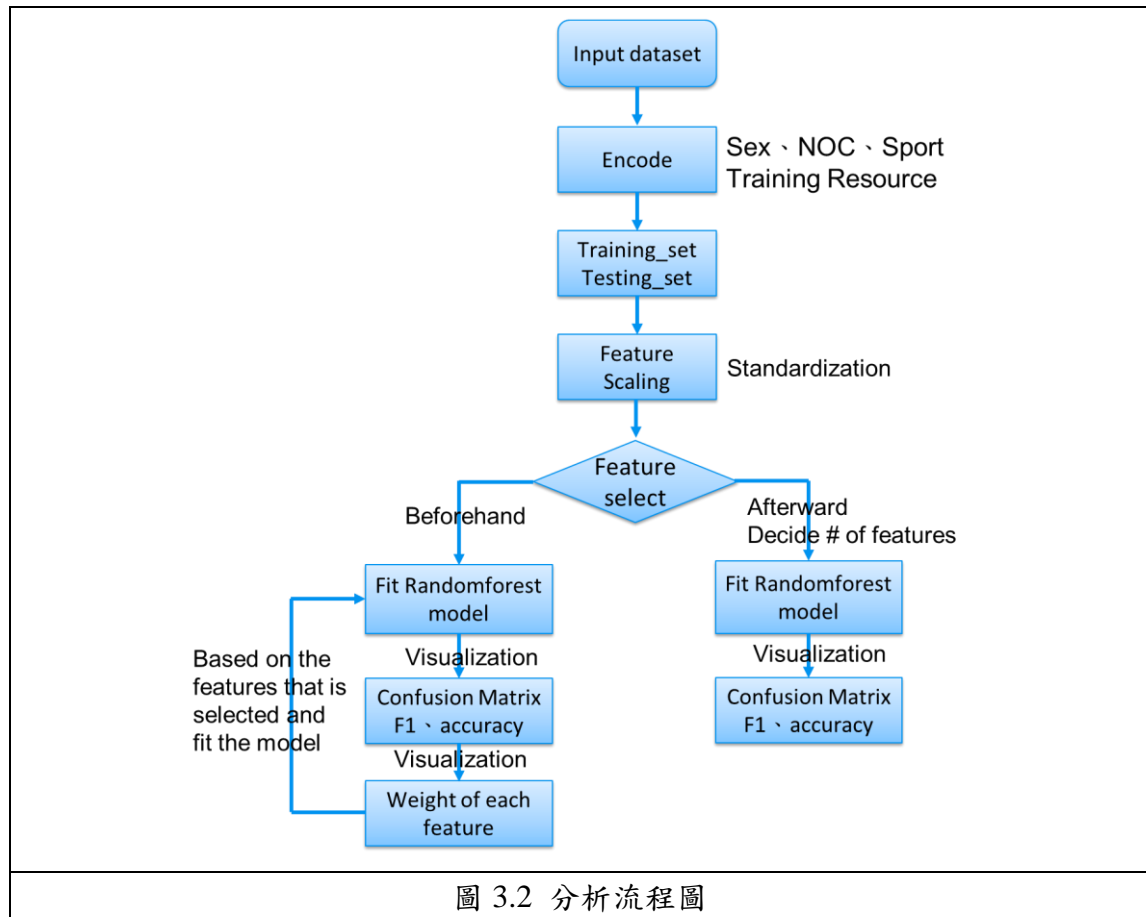 Input dataset
Encode
Sex、NOC、Sport
Training Resource
Training_set
Testing_set
Feature
Scaling
Standardization
Feature
select
Beforehand
Afterward
Decide # of features
Fit Randomforest
model
Fit Randomforest
model
Visualization
Visualization
Based on the
features that is
selected and
fit the model
Confusion Matrix
F1、accuracy
Confusion Matrix
F1、accuracy
Visualization
Weight of each
feature
圖 3.2 分析流程圖